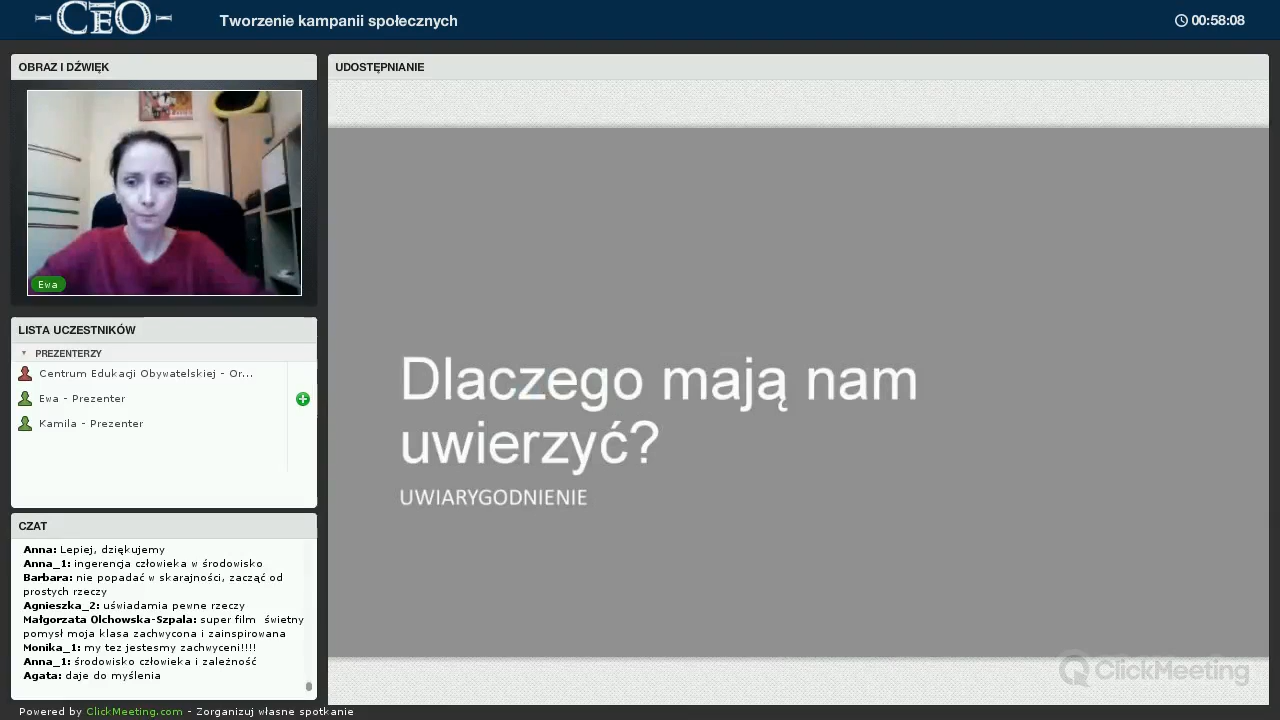 CEO
Tworzenie kampanii społecznych
00:58:08
OBRAZ I DŹWIĘK
Ewa
LISTA UCZESTNIKÓW
PREZENTERZY
Centrum Edukacji Obywatelskiej - Or...
Ewa - Prezenter
Kamila - Prezenter
CZAT
Anna: Lepiej, dziękujemy
Anna_1: ingerencja człowieka w środowisko
Barbara: nie popadać w skarajności, zacząć od
prostych rzeczy
Agnieszka_2: uświadamia pewne rzeczy
Małgorzata Olchowska-Szpala: super film świetny
pomysł moja klasa zachwycona i zainspirowana
Monika_1: my tez jestesmy zachwyceni!!!!
Anna_1: środowisko człowieka i zależność
Agata: daje do myślenia
UDOSTĘPNIANIE
Dlaczego mają nam
uwierzyć?
UWIARYGODNIENIE
ClickMeeting
Powered by ClickMeeting.com - Zorganizuj własne spotkanie